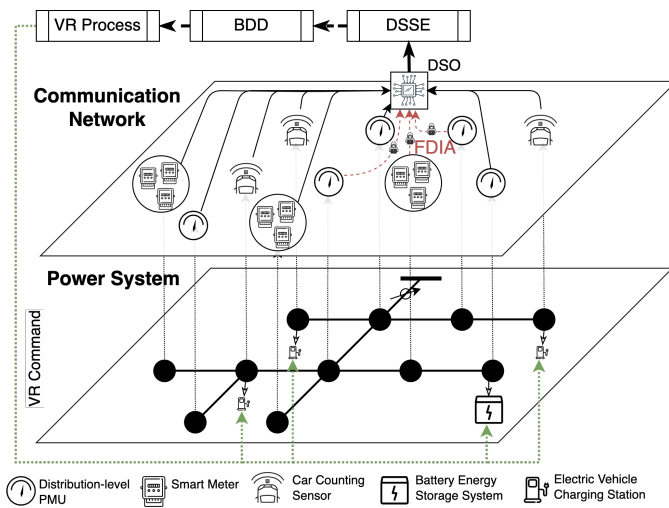 VR Process
BDD
DSSE
DSO
Communication
Network
FDIA
Power System
VR Command
Distribution-level
PMU
Smart Meter
Car Counting
Sensor
Battery Energy
Storage System
Electric Vehicle
Charging Station